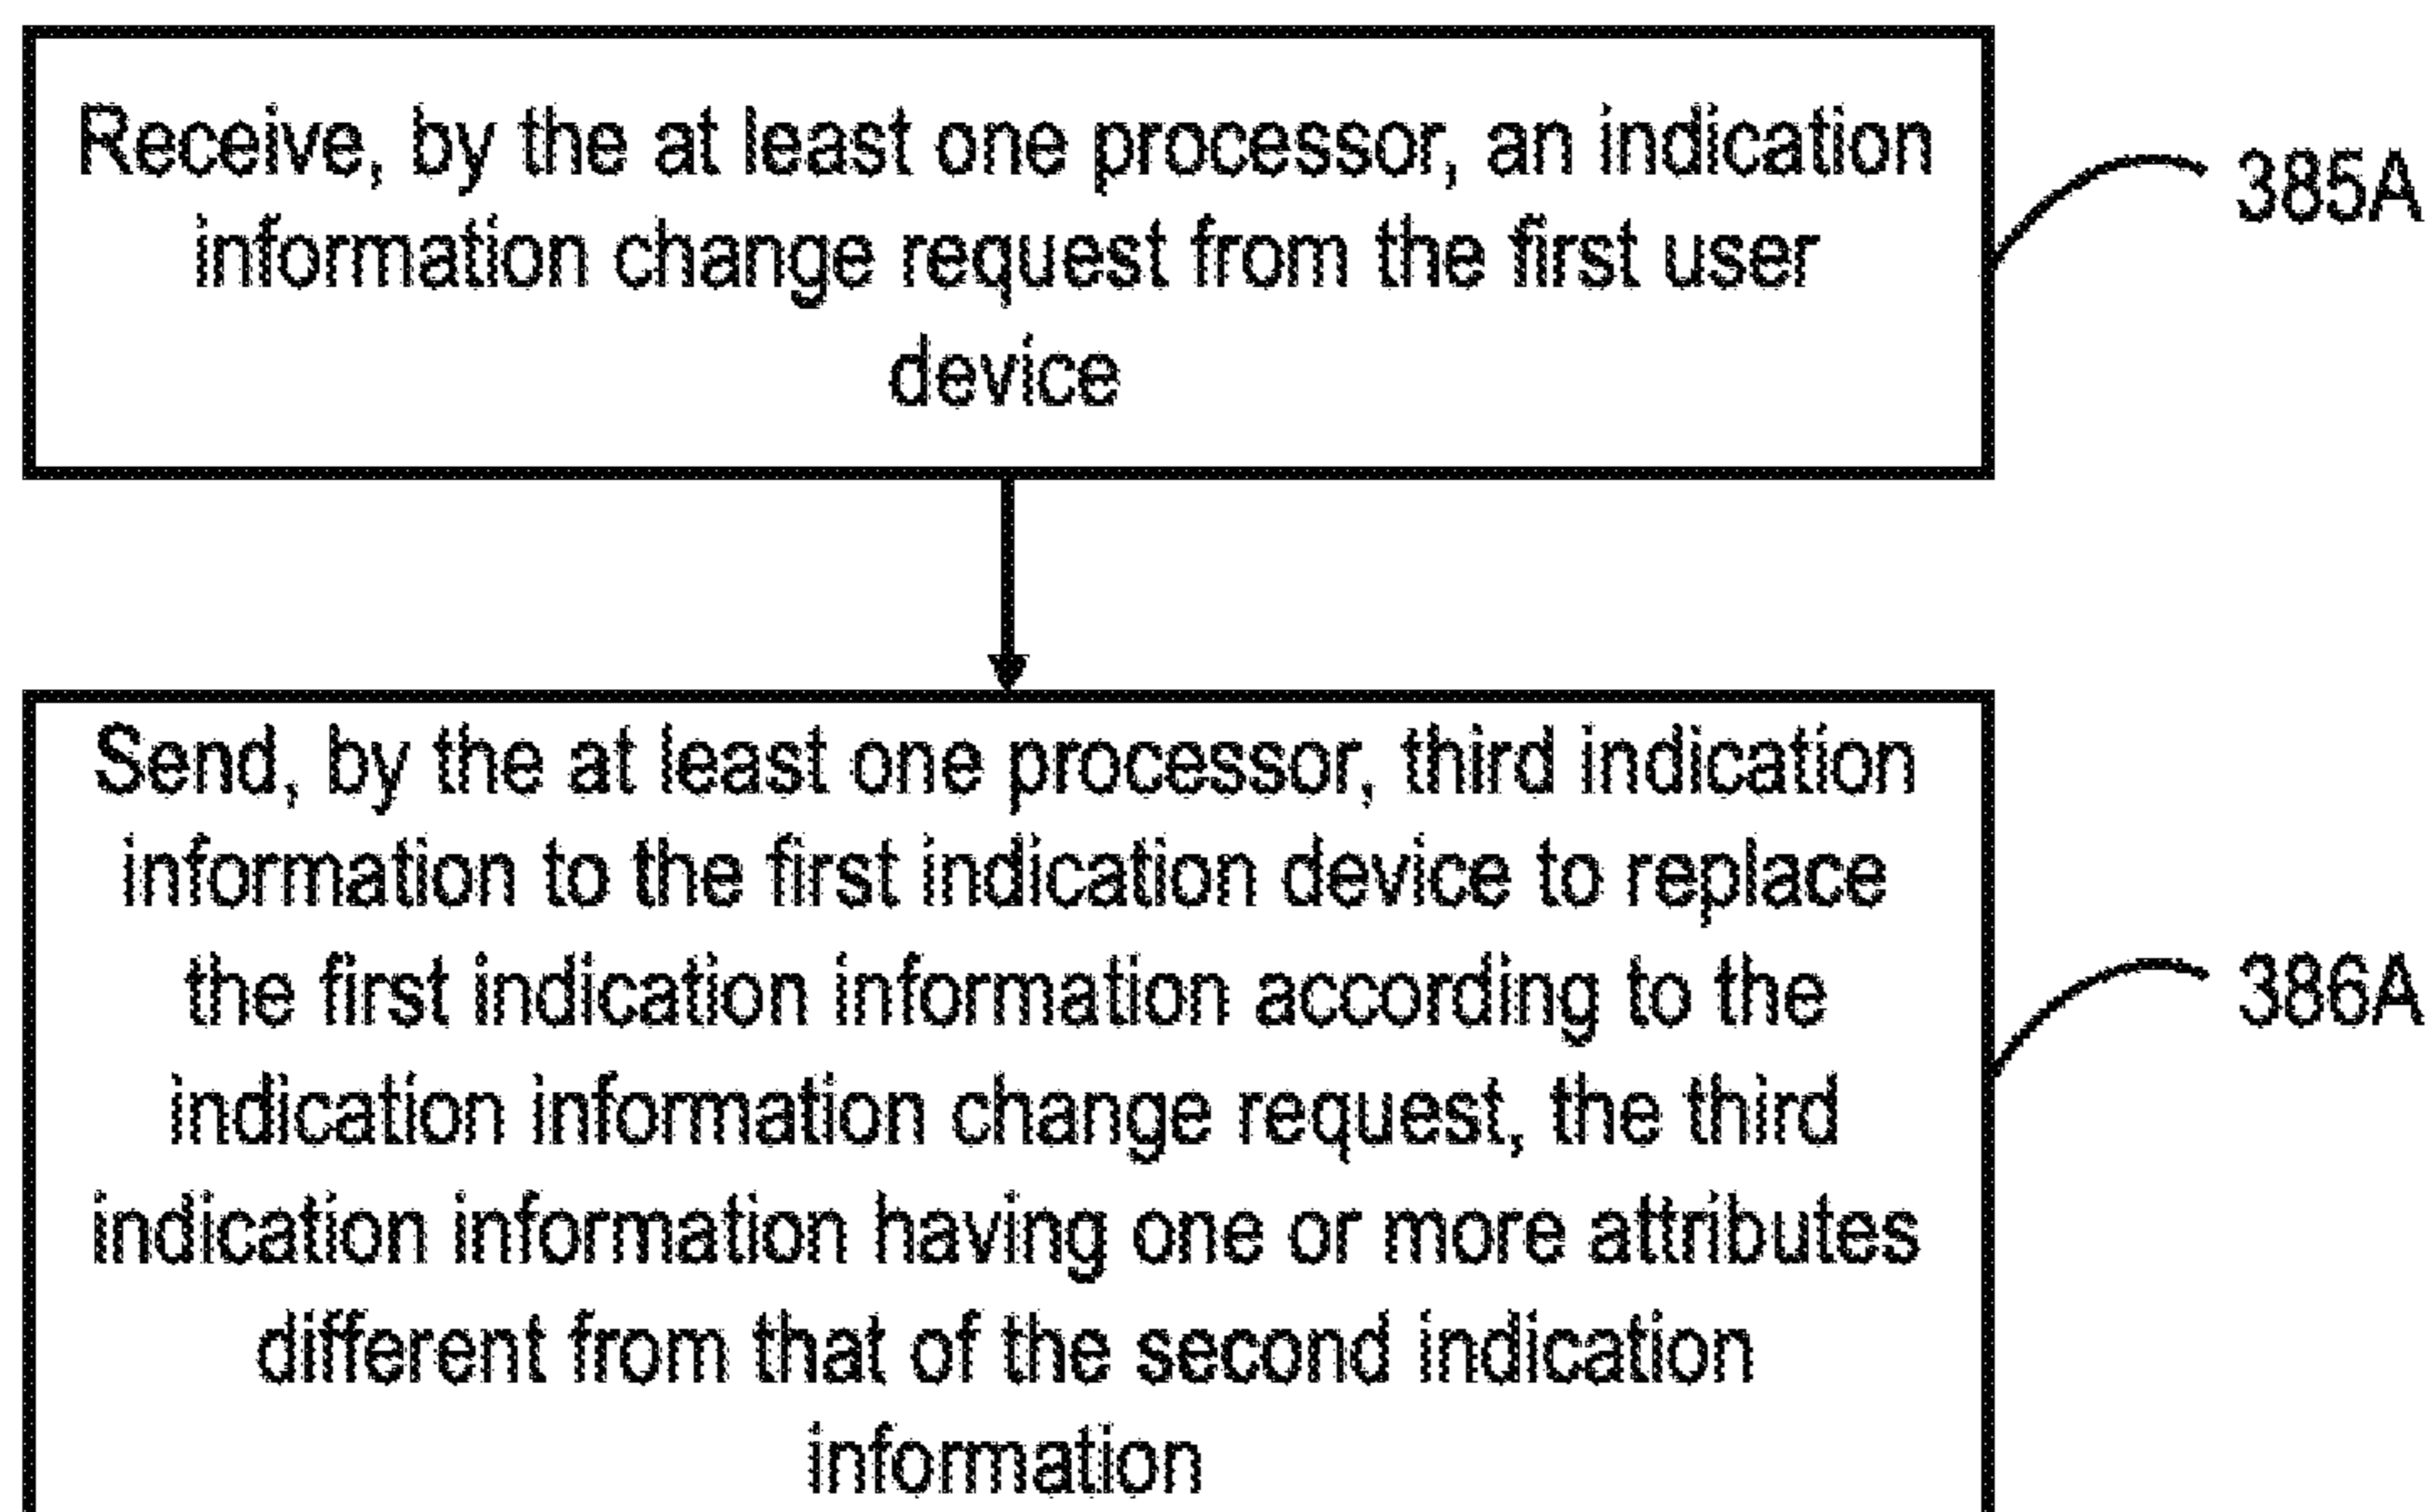 Receive, by the at least one processor, an indication
information change request from the first user
device
385A
Send, by the at least one processor, third indication
information to the first indication device to replace
the first indication information according to the
indication information change request, the third
indication information having one or more attributes
different from that of the second indication
information
386A